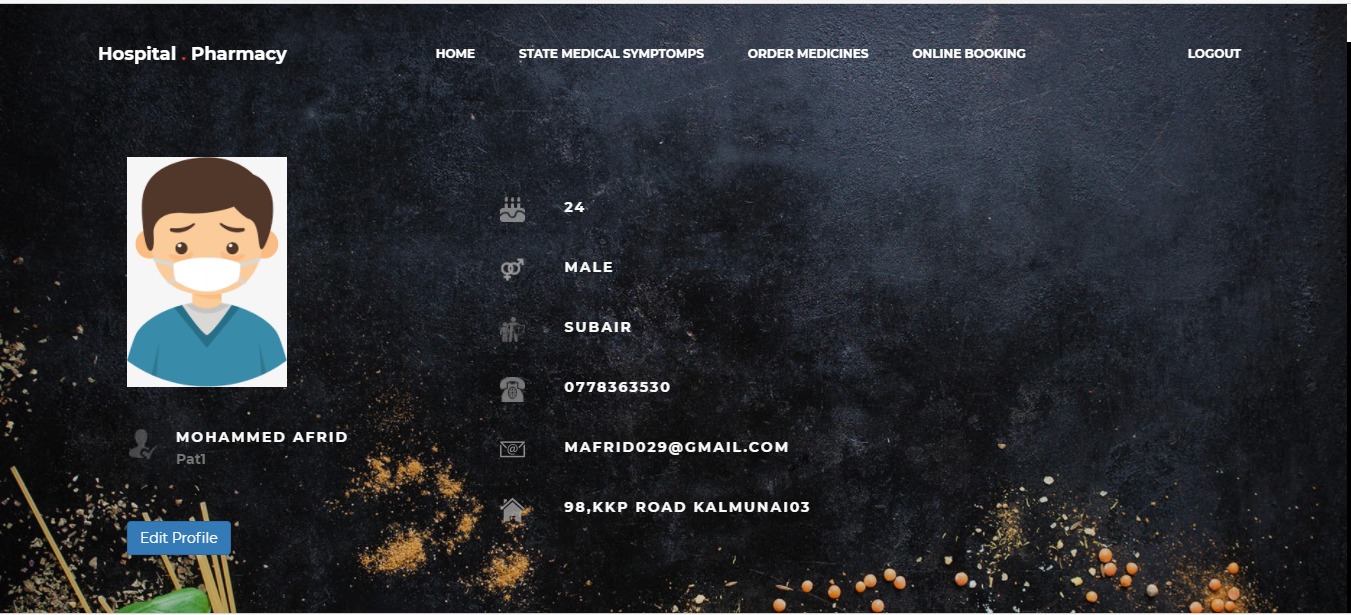 Hospital . Pharmacy
HOME
STATE MEDICAL SYMPTOMPS
ORDER MEDICINES
ONLINE BOOKING
LOGOUT
24
MALE
SUBAIR
0778363530
MAFRID029@GMAIL.COM
98,KKP ROAD KALMUNAI03
MOHAMMED AFRID
Pat1
Edit Profile